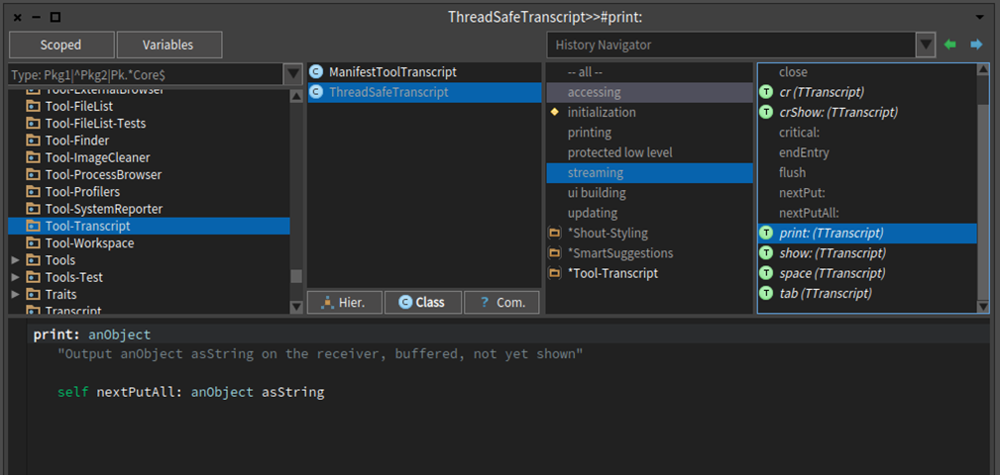 ThreadSafeTranscript>>#print:
Scoped
Variables
History Navigator
Type: Pkg1|^Pkg2|Pk.*Core$
Tool-ExternalBrowser
Tool-FileList
Tool-FileList-Tests
Tool-Finder
Tool-ImageCleaner
Tool-ProcessBrowser
Tool-Profilers
Tool-SystemReporter
Tool-Transcript
Tool-Workspace
Tools
Tools-Test
Traits
Transcript
C ManifestToolTranscript
C ThreadSafeTranscript
Hier.
C Class
? Com.
-- all --
accessing
initialization
printing
protected low level
streaming
ui building
updating
*Shout-Styling
*SmartSuggestions
*Tool-Transcript
close
T cr (TTranscript)
T crShow: (TTranscript)
critical:
endEntry
flush
nextPut:
nextPutAll:
T print: (TTranscript)
T show: (TTranscript)
T space (TTranscript)
T tab (TTranscript)
print: anObject
"Output anObject asString on the receiver, buffered, not yet shown"
self nextPutAll: anObject asString